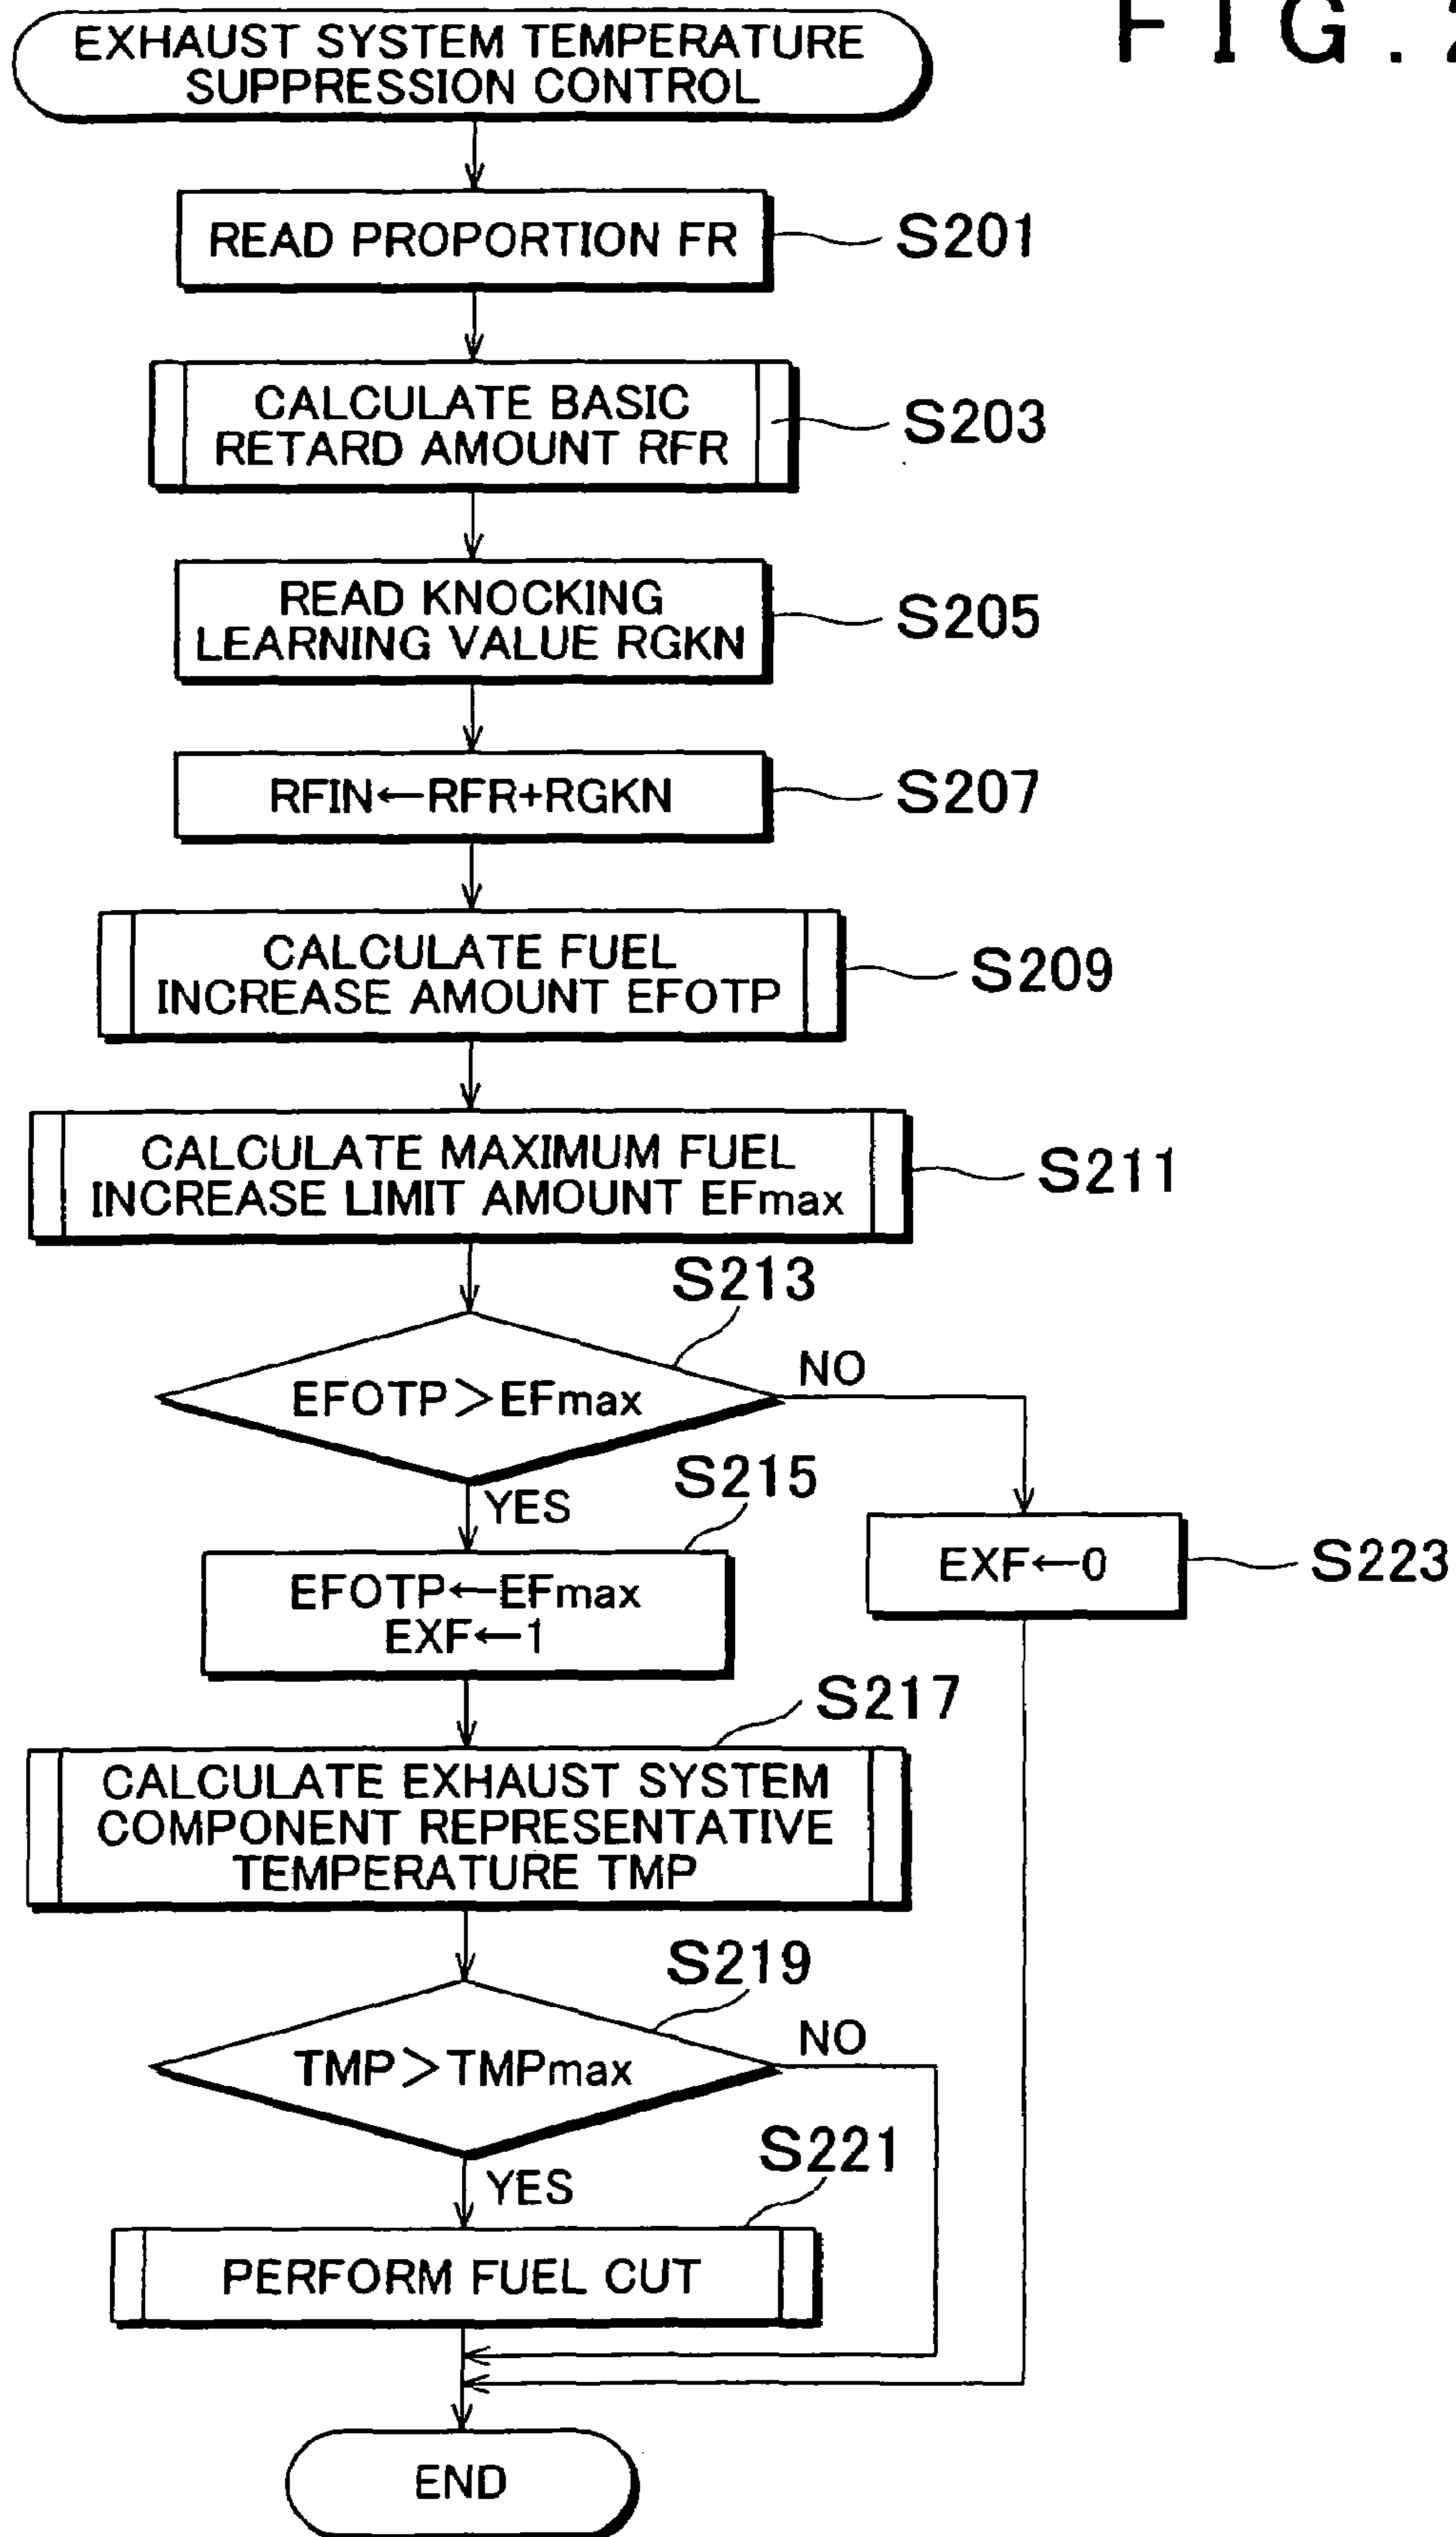 FIG. 2
EXHAUST SYSTEM TEMPERATURE
SUPPRESSION CONTROL
READ PROPORTION FR
S201
CALCULATE BASIC
RETARD AMOUNT RFR
S203
READ KNOCKING
LEARNING VALUE RGKN
S205
RFIN←RFR+RGKN
S207
CALCULATE FUEL
INCREASE AMOUNT EFOTP
S209
CALCULATE MAXIMUM FUEL
INCREASE LIMIT AMOUNT EFmax
S211
S213
EFOTP>EFmax
NO
YES
S215
EFOTP←EFmax
EXF←1
EXF←0
S223
S217
CALCULATE EXHAUST SYSTEM
COMPONENT REPRESENTATIVE
TEMPERATURE TMP
S219
TMP>TMPmax
NO
YES
S221
PERFORM FUEL CUT
END